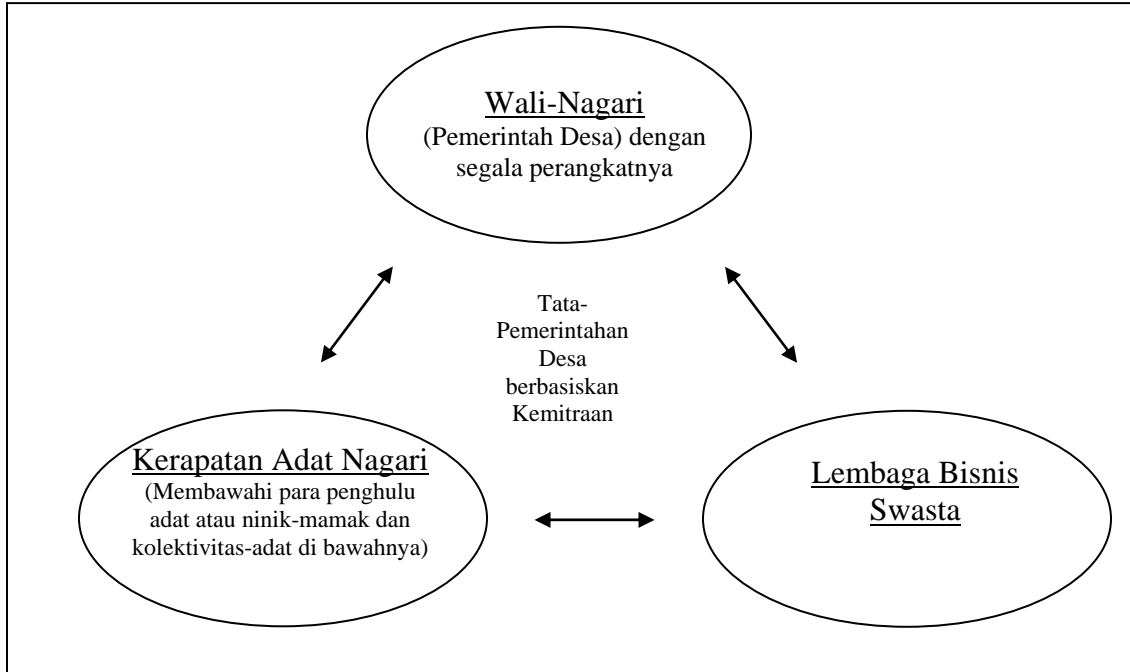 Wali-Nagari
(Pemerintah Desa) dengan
segala perangkatnya
Tata-
Pemerintahan
Desa
berbasiskan
Kemitraan
Kerapatan Adat Nagari
(Membawahi para penghulu
adat atau ninik-mamak dan
kolektivitas-adat di bawahnya)
Lembaga Bisnis
Swasta